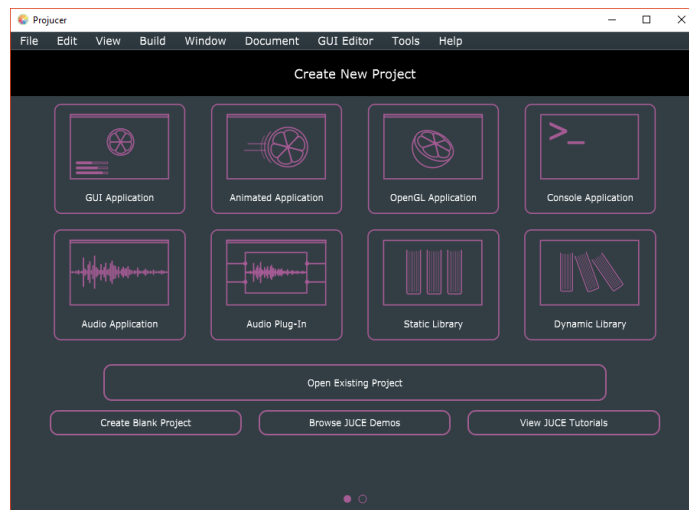 Projucer
File Edit View Build Window Document GUI Editor Tools Help
Create New Project
>_
GUI Application Animated Application OpenGL Application Console Application
Audio Application Audio Plug-In Static Library Dynamic Library
Open Existing Project
Create Blank Project Browse JUCE Demos View JUCE Tutorials